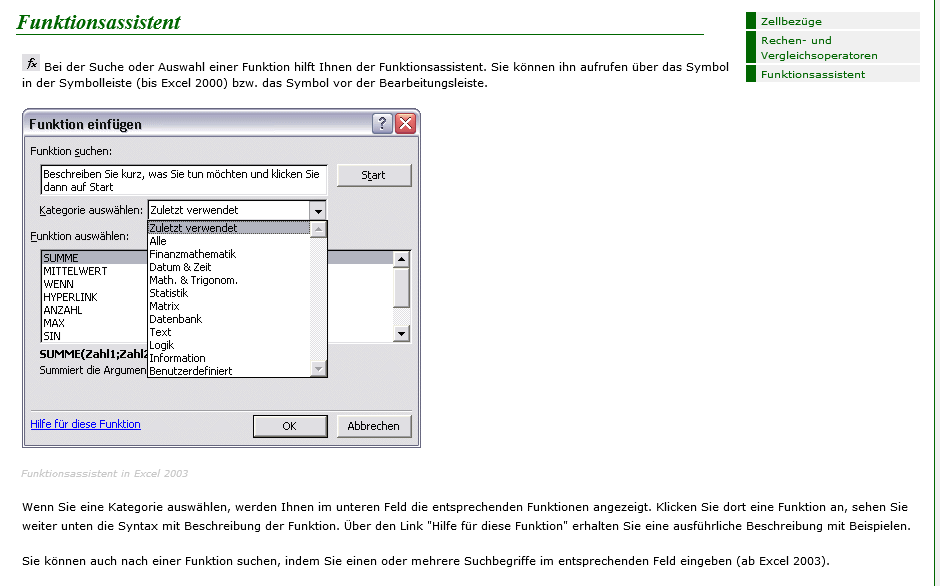 Funktionsassistent
Zellbezüge
Rechen- und
Vergleichsoperatoren
Funktionsassistent
fx Bei der Suche oder Auswahl einer Funktion hilft Ihnen der Funktionsassistent. Sie können ihn aufrufen über das Symbol
in der Symbolleiste (bis Excel 2000) bzw. das Symbol vor der Bearbeitungsleiste.
Funktion einfügen
Funktion suchen:
Beschreiben Sie kurz, was Sie tun möchten und klicken Sie
dann auf Start
Start
Kategorie auswählen: Zuletzt verwendet
Zuletzt verwendet
Alle
Finanzmathematik
Datum & Zeit
Math. & Trigonom.
Statistik
Matrix
Datenbank
Text
Logik
Information
Benutzerdefiniert
Funktion auswählen:
SUMME
MITTELWERT
WENN
HYPERLINK
ANZAHL
MAX
SIN
SUMME(Zahl1;Zahl2
Summiert die Argumen
Hilfe für diese Funktion
OK
Abbrechen
Funktionsassistent in Excel 2003
Wenn Sie eine Kategorie auswählen, werden Ihnen im unteren Feld die entsprechenden Funktionen angezeigt. Klicken Sie dort eine Funktion an, sehen Sie
weiter unten die Syntax mit Beschreibung der Funktion. Über den Link "Hilfe für diese Funktion" erhalten Sie eine ausführliche Beschreibung mit Beispielen.
Sie können auch nach einer Funktion suchen, indem Sie einen oder mehrere Suchbegriffe im entsprechenden Feld eingeben (ab Excel 2003).